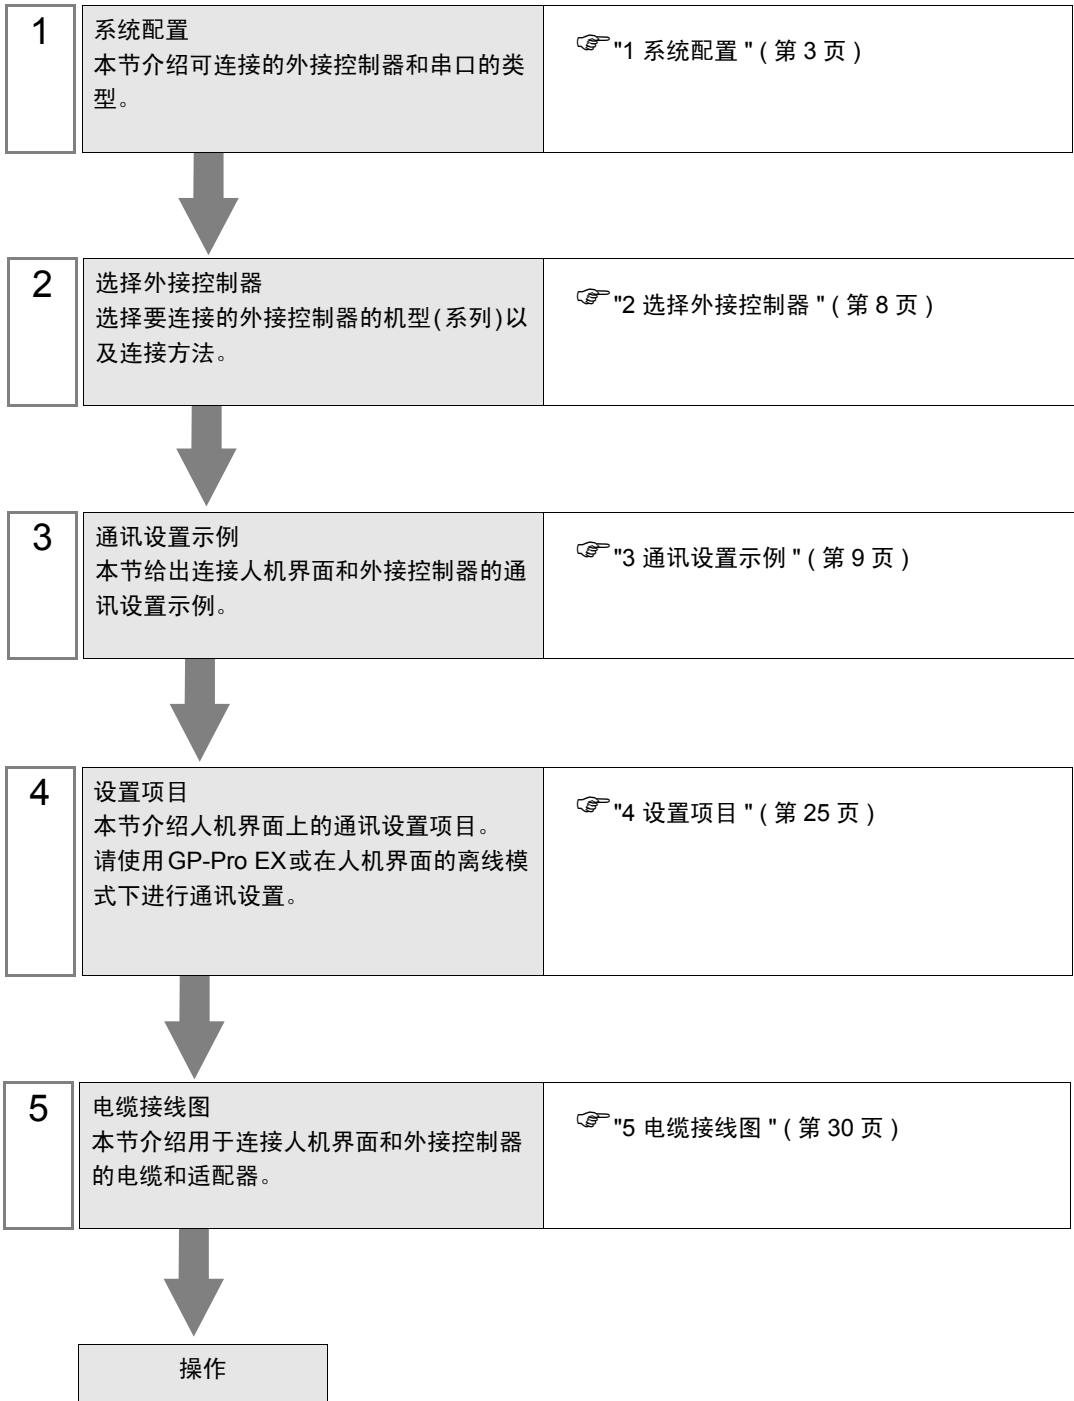 1
系统配置
本节介绍可连接的外接控制器和串口的类
型。
"1 系统配置 " ( 第 3 页 )
2
选择外接控制器
选择要连接的外接控制器的机型(系列)以
及连接方法。
"2 选择外接控制器 " ( 第 8 页 )
3
通讯设置示例
本节给出连接人机界面和外接控制器的通
讯设置示例。
"3 通讯设置示例 " ( 第 9 页 )
4
设置项目
本节介绍人机界面上的通讯设置项目。
请使用GP-Pro EX或在人机界面的离线模
式下进行通讯设置。
"4 设置项目 " ( 第 25 页 )
5
电缆接线图
本节介绍用于连接人机界面和外接控制器
的电缆和适配器。
"5 电缆接线图 " ( 第 30 页 )
操作